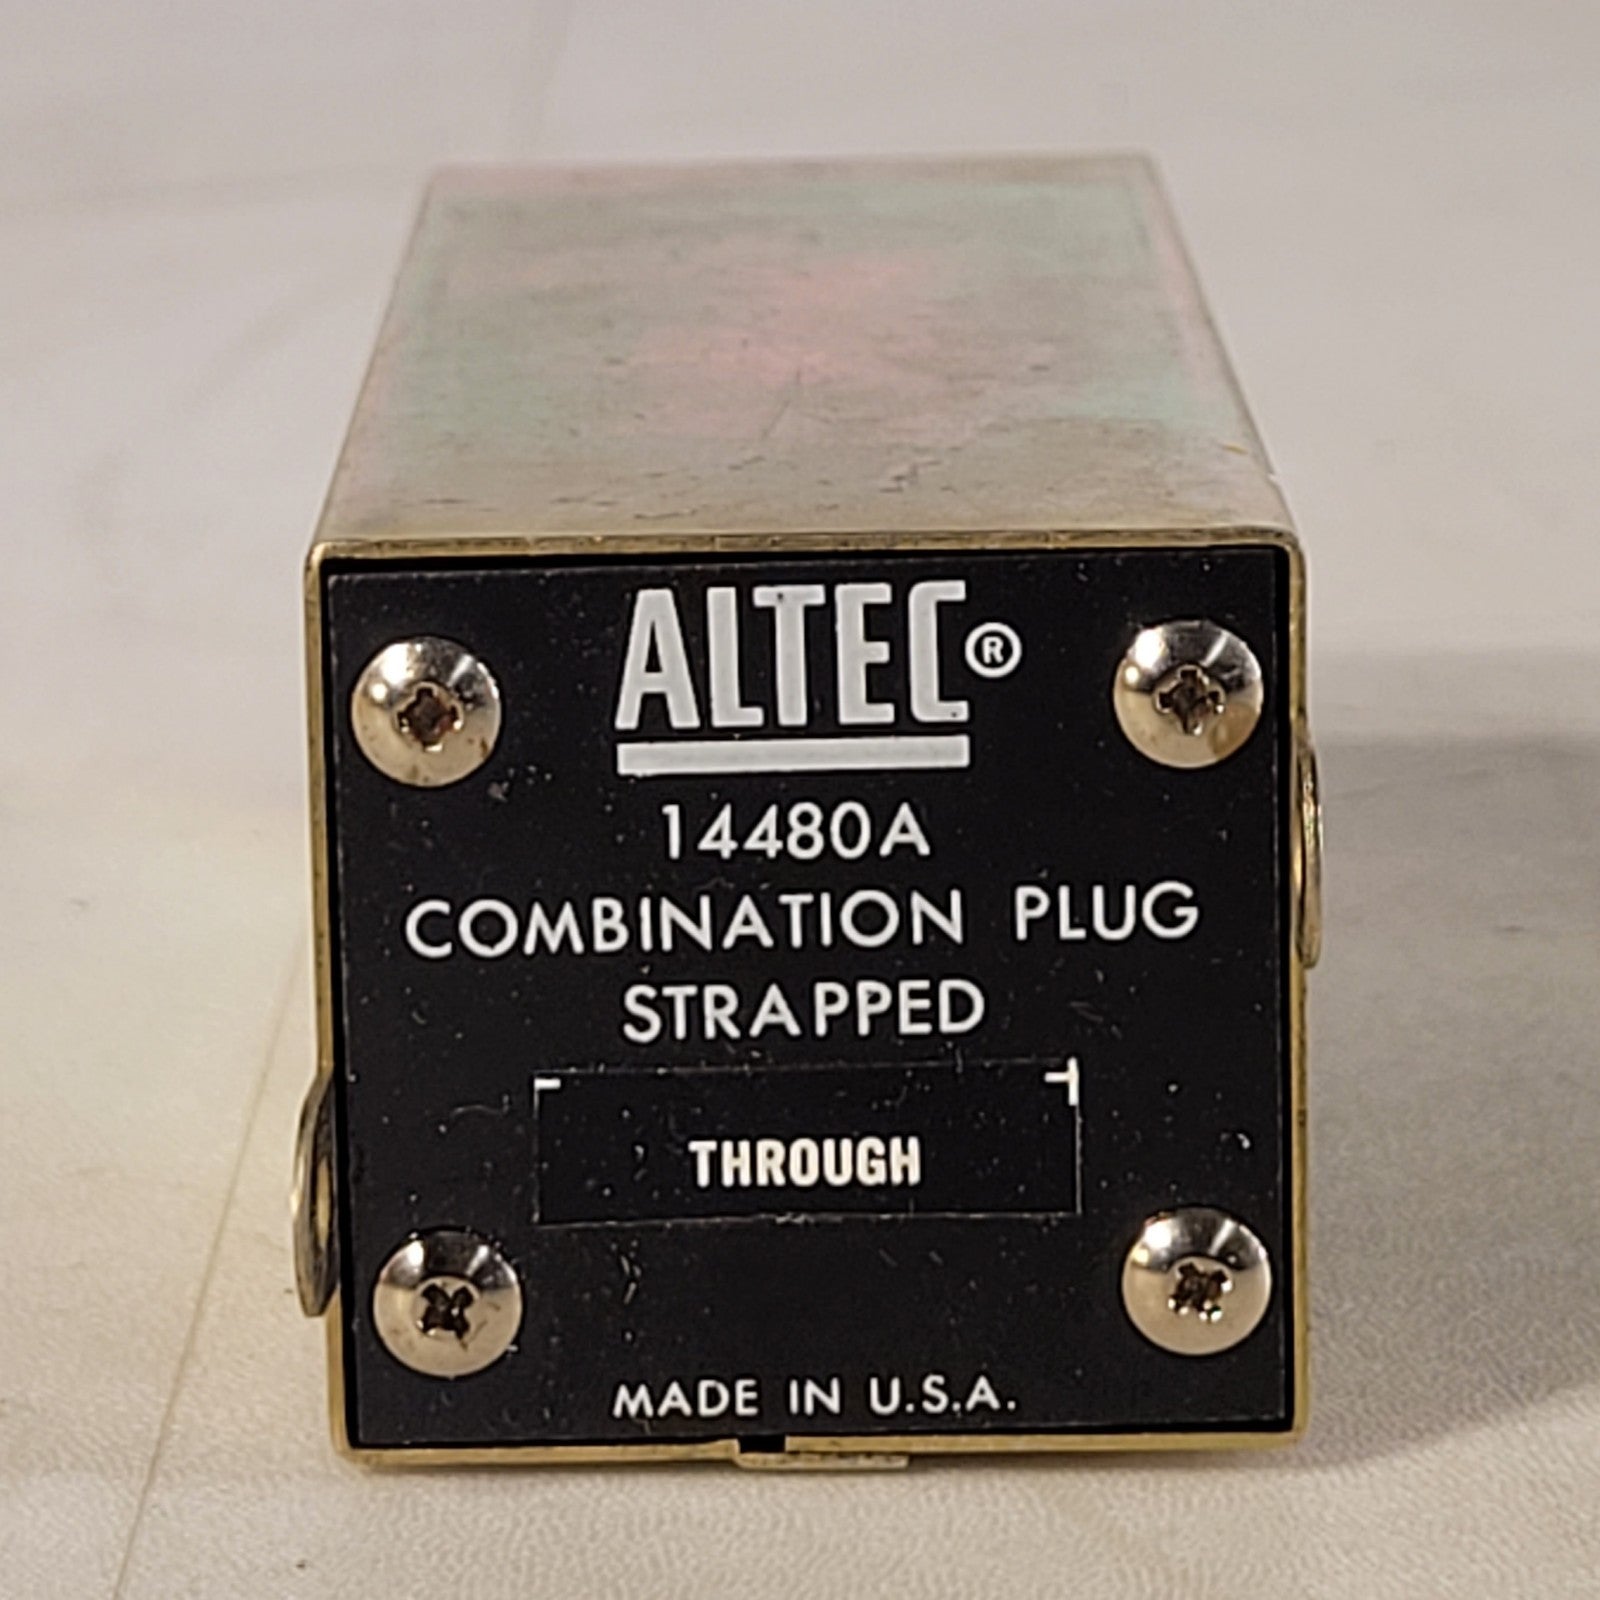 ALTEC®
14480A
COMBINATION PLUG
STRAPPED
THROUGH
MADE IN U.S.A.